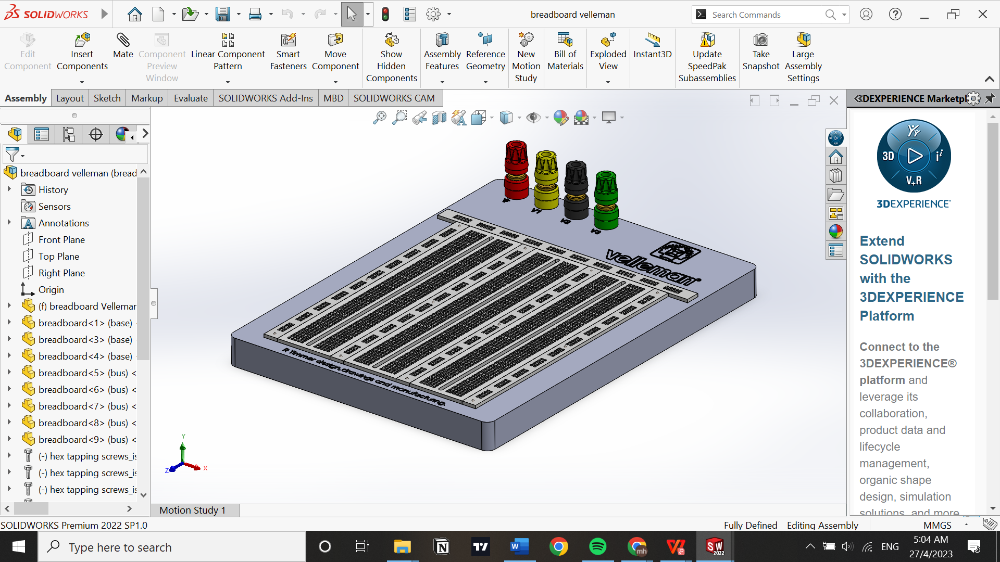 SOLIDWORKS
breadboard velleman
Search Commands
Edit Component
Insert Components
Mate
Component Preview Window
Linear Component Pattern
Smart Fasteners
Move Component
Show Hidden Components
Assembly Features
Reference Geometry
New Motion Study
Bill of Materials
Exploded View
Instant3D
Update SpeedPak Subassemblies
Take Snapshot
Large Assembly Settings
Assembly
Layout
Sketch
Markup
Evaluate
SOLIDWORKS Add-Ins
MBD
SOLIDWORKS CAM
DEXPERIENCE Marketpl
breadboard velleman (bread
History
Sensors
Annotations
Front Plane
Top Plane
Right Plane
Origin
(f) breadboard Velleman
breadboard<1> (base)
breadboard<3> (base)
breadboard<4> (base)
breadboard<5> (bus) <
breadboard<6> (bus) <
breadboard<7> (bus) <
breadboard<8> (bus) <
breadboard<9> (bus) <
(-) hex tapping screws_is
(-) hex tapping screws_is
(-) hex tapping screws_is
V1
V2
V3
velleman®
R Timmer design, drawings and manufacturing.
Y
X
Z
3D
V+R
3DEXPERIENCE®
Extend
SOLIDWORKS
with the
3DEXPERIENCE
Platform
Connect to the
3DEXPERIENCE®
platform and
leverage its
collaboration,
product data and
lifecycle
management,
organic shape
design, simulation
solutions, and more
Motion Study 1
SOLIDWORKS Premium 2022 SP1.0
Fully Defined
Editing Assembly
MMGS
Type here to search
SW 2022
mh
ENG
5:04 AM
27/4/2023